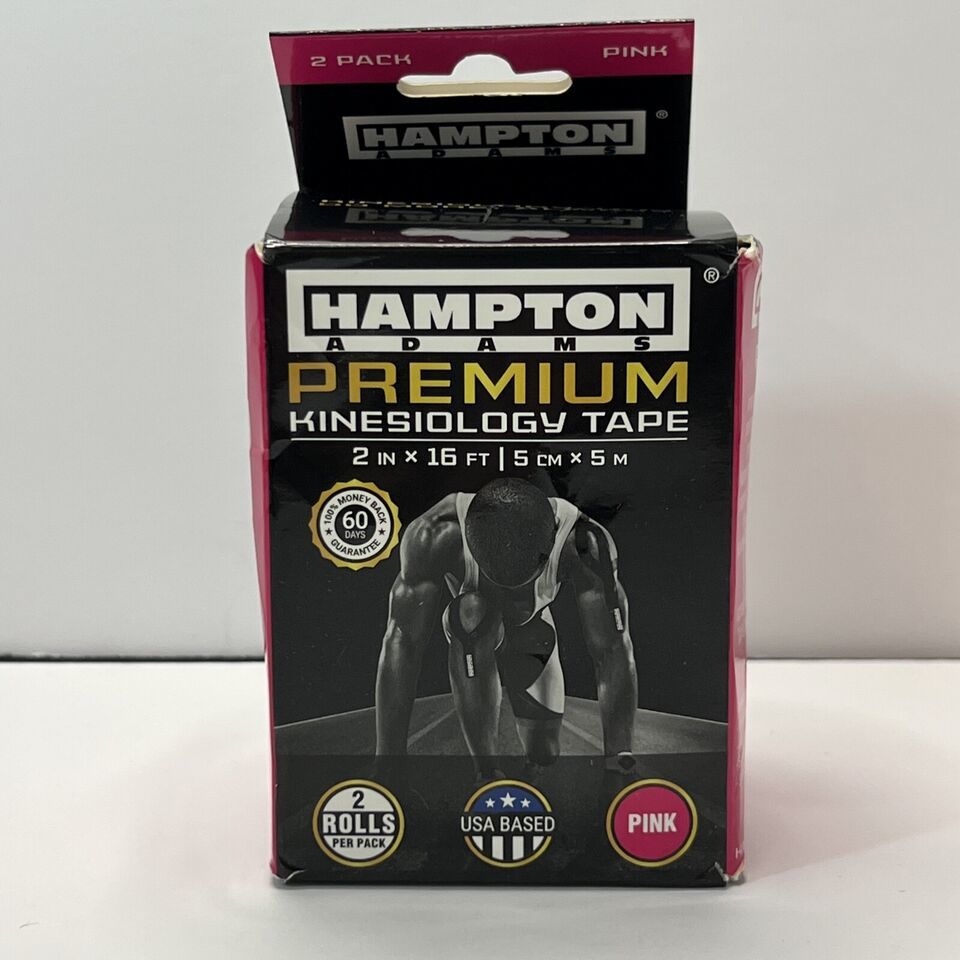 2 PACK PINK
HAMPTON ®
ADAMS
HAMPTON ®
ADAMS
PREMIUM
KINESIOLOGY TAPE
2 IN × 16 FT | 5 CM × 5 M
100% MONEY BACK
60
DAYS
GUARANTEE
2
ROLLS
PER PACK
USA BASED
PINK